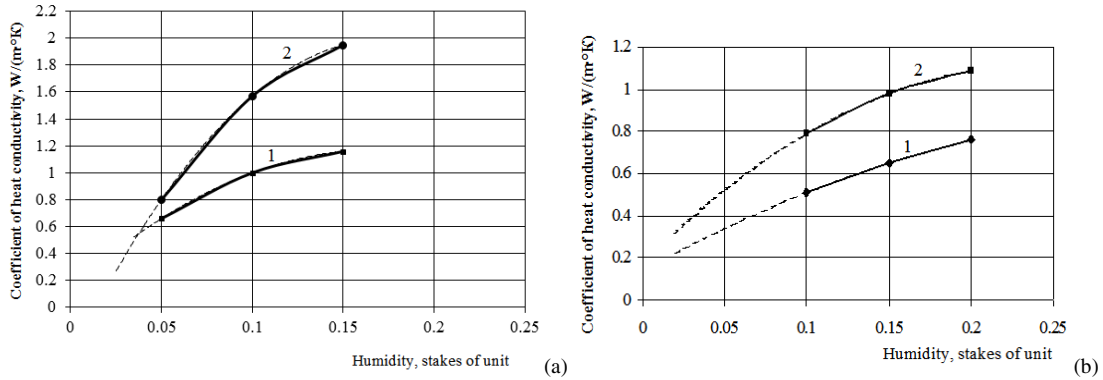 Coefficient of heat conductivity, W/(m·°K)
2.2
2
1.8
1.6
1.4
1.2
1
0.8
0.6
0.4
0.2
0
2
1
0 0.05 0.1 0.15 0.2 0.25
Humidity, stakes of unit
(a)
Coefficient of heat conductivity, W/(m·°K)
1.2
1
0.8
0.6
0.4
0.2
0
2
1
0 0.05 0.1 0.15 0.2 0.25
Humidity, stakes of unit
(b)